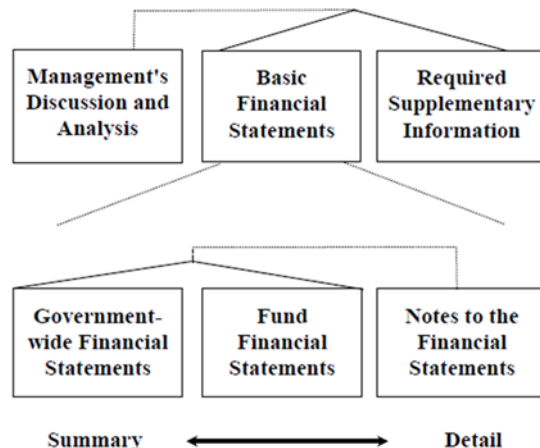 Management's
Discussion and
Analysis
Basic
Financial
Statements
Required
Supplementary
Information
Government-
wide Financial
Statements
Fund
Financial
Statements
Notes to the
Financial
Statements
Summary
Detail